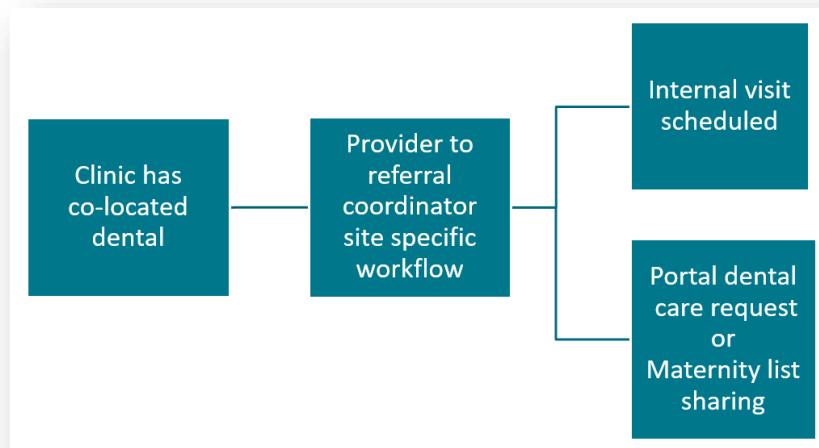 Clinic has
co-located
dental
Provider to
referral
coordinator
site specific
workflow
Internal visit
scheduled
Portal dental
care request
or
Maternity list
sharing